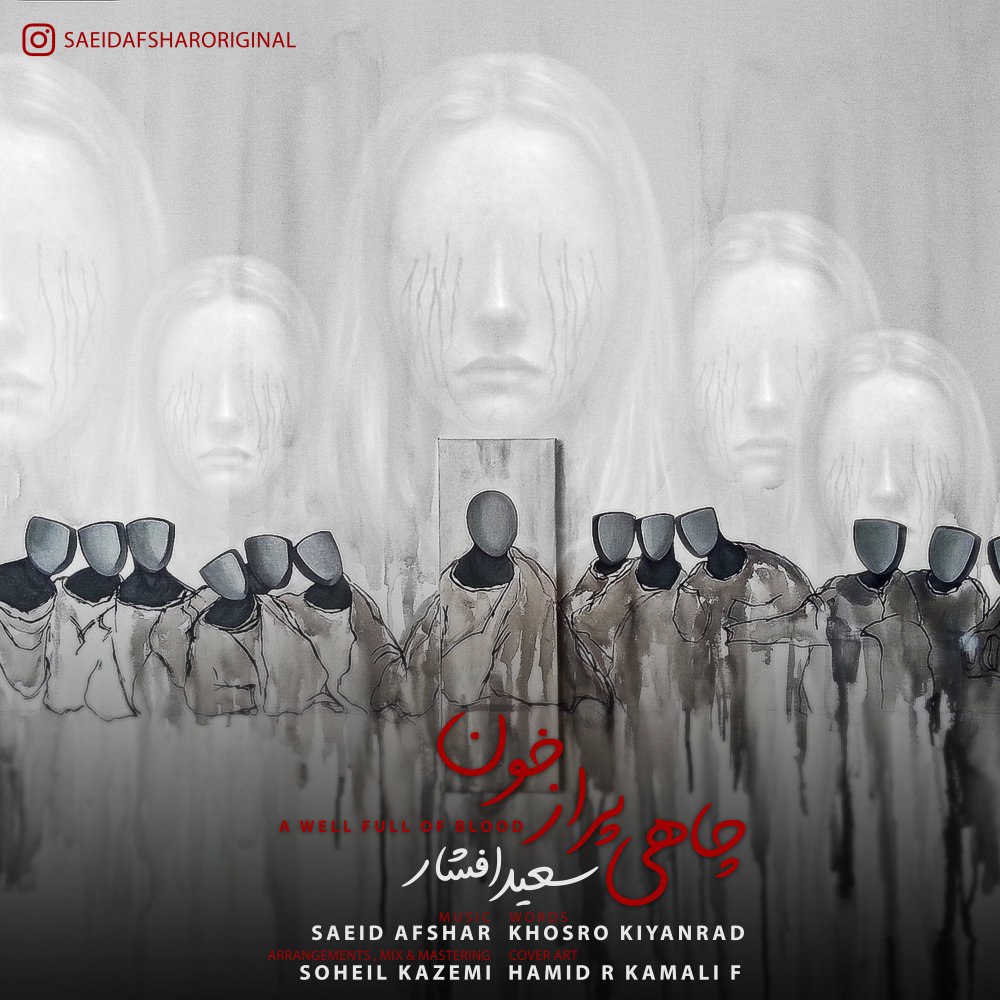 SAEIDAFSHARORIGINAL
چاهی پر از خون
A WELL FULL OF BLOOD
سعید افشار
MUSIC WORDS
SAEID AFSHAR KHOSRO KIYANRAD
ARRANGEMENTS, MIX & MASTERING COVER ART
SOHEIL KAZEMI HAMID R KAMALI F